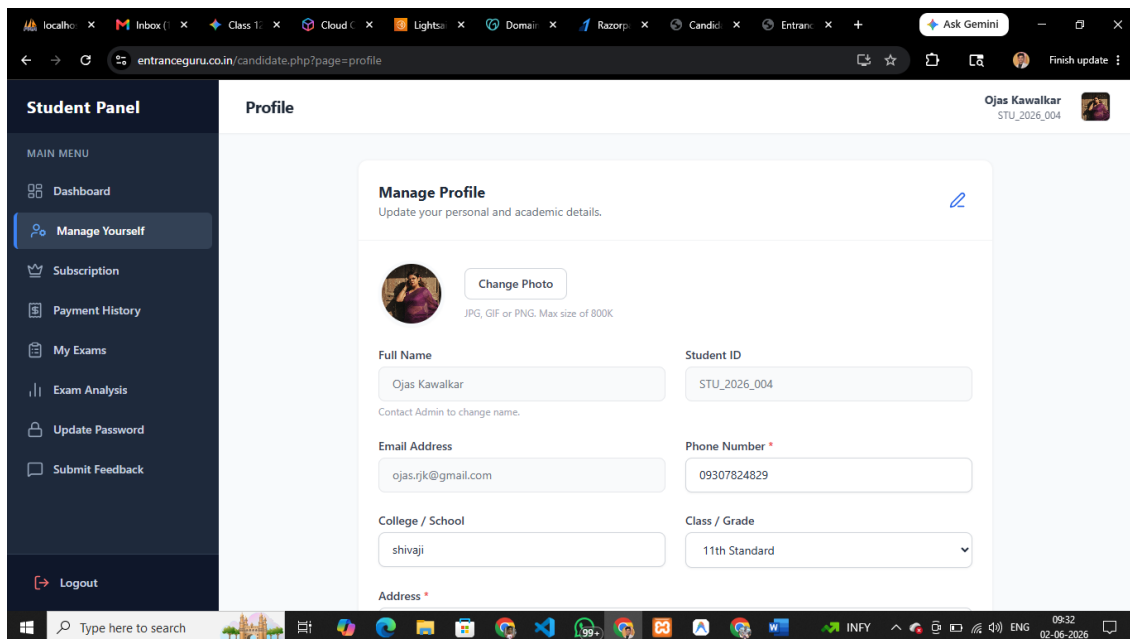 localho:
Inbox (1
Class 12
Cloud C
Lightsa
Domain
Razorpa
Candida
Entranc
Ask Gemini
entranceguru.co.in/candidate.php?page=profile
Finish update
Student Panel
Profile
Ojas Kawalkar
STU_2026_004
MAIN MENU
Dashboard
Manage Yourself
Subscription
Payment History
My Exams
Exam Analysis
Update Password
Submit Feedback
Logout
Manage Profile
Update your personal and academic details.
Change Photo
JPG, GIF or PNG. Max size of 800K
Full Name
Student ID
Ojas Kawalkar
STU_2026_004
Contact Admin to change name.
Email Address
Phone Number *
ojas.rjk@gmail.com
09307824829
College / School
Class / Grade
shivaji
11th Standard
Address *
Type here to search
99+
INFY
ENG
09:32
02-06-2026